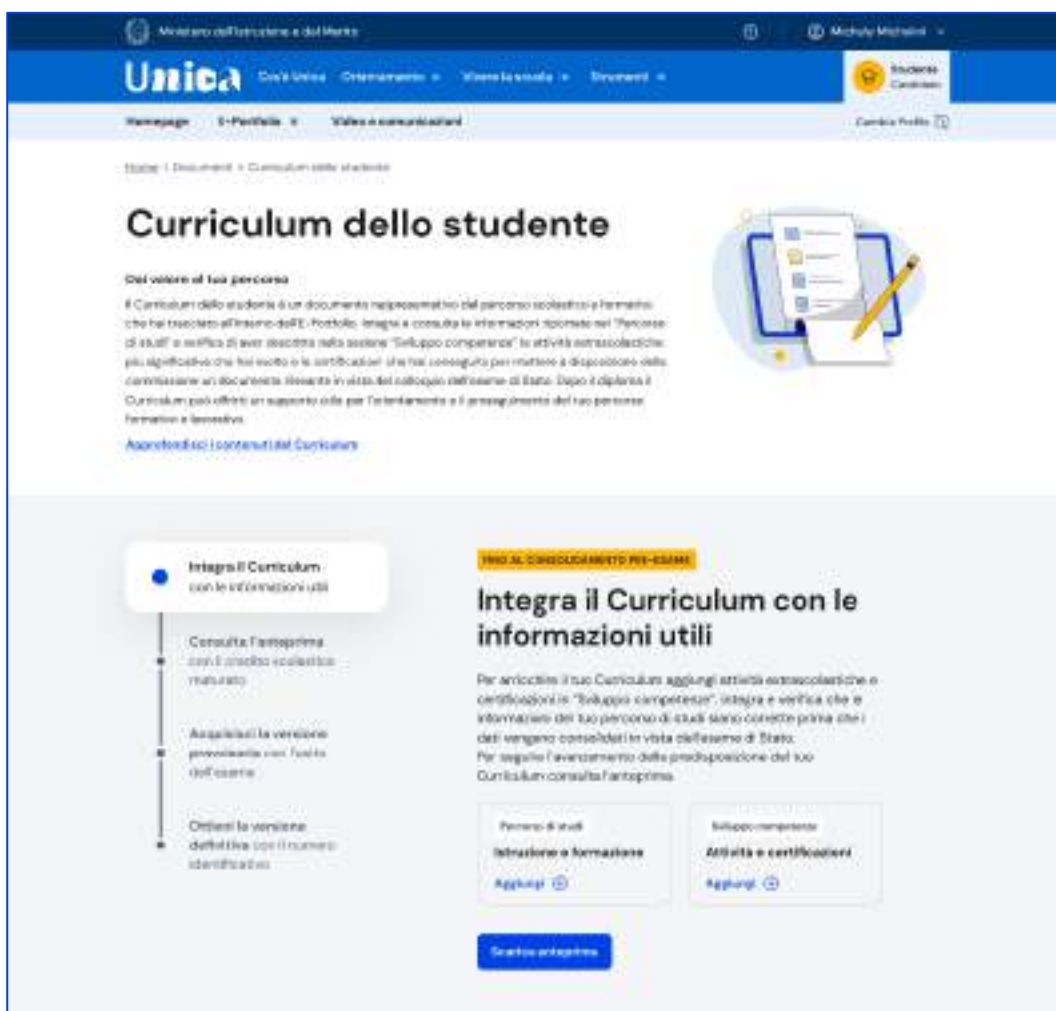 Ministero dell'Istruzione e del Merito
Unica Cos'è Unica Orientamento Vivere la scuola Strumenti
Studente
Candidato
Homepage E-Portfolio Video e comunicazioni
Cambia Profilo
Home / Documenti > Curriculum dello studente
Curriculum dello studente
Dai valore al tuo percorso
Il Curriculum dello studente è un documento rappresentativo del percorso scolastico e formativo
che hai tracciato all'interno dell'E-Portfolio. Integra e consulta le informazioni riportate nel "Percorso
di studi" e verifica di aver descritto nella sezione "Sviluppo competenze" le attività extrascolastiche
più significative che hai svolto e le certificazioni che hai conseguito per mettere a disposizione della
commissione un documento rilevante in vista del colloquio dell'esame di Stato. Dopo il diploma il
Curriculum può offrirti un supporto utile per l'orientamento e il proseguimento del tuo percorso
formativo e lavorativo.
Approfondisci i contenuti del Curriculum
Integra il Curriculum
con le informazioni utili
Consulta l'anteprima
con il credito scolastico
maturato
Acquisisci la versione
provvisoria con l'esito
dell'esame
Ottieni la versione
definitiva con il numero
identificativo
FINO AL CONSOLIDAMENTO PRE-ESAME
Integra il Curriculum con le
informazioni utili
Per arricchire il tuo Curriculum aggiungi attività extrascolastiche e
certificazioni in "Sviluppo competenze", integra e verifica che le
informazioni del tuo percorso di studi siano corrette prima che i
dati vengano consolidati in vista dell'esame di Stato.
Per seguire l'avanzamento della predisposizione del tuo
Curriculum consulta l'anteprima.
Percorso di studi
Istruzione e formazione
Aggiungi
Sviluppo competenze
Attività e certificazioni
Aggiungi
Scarica anteprima